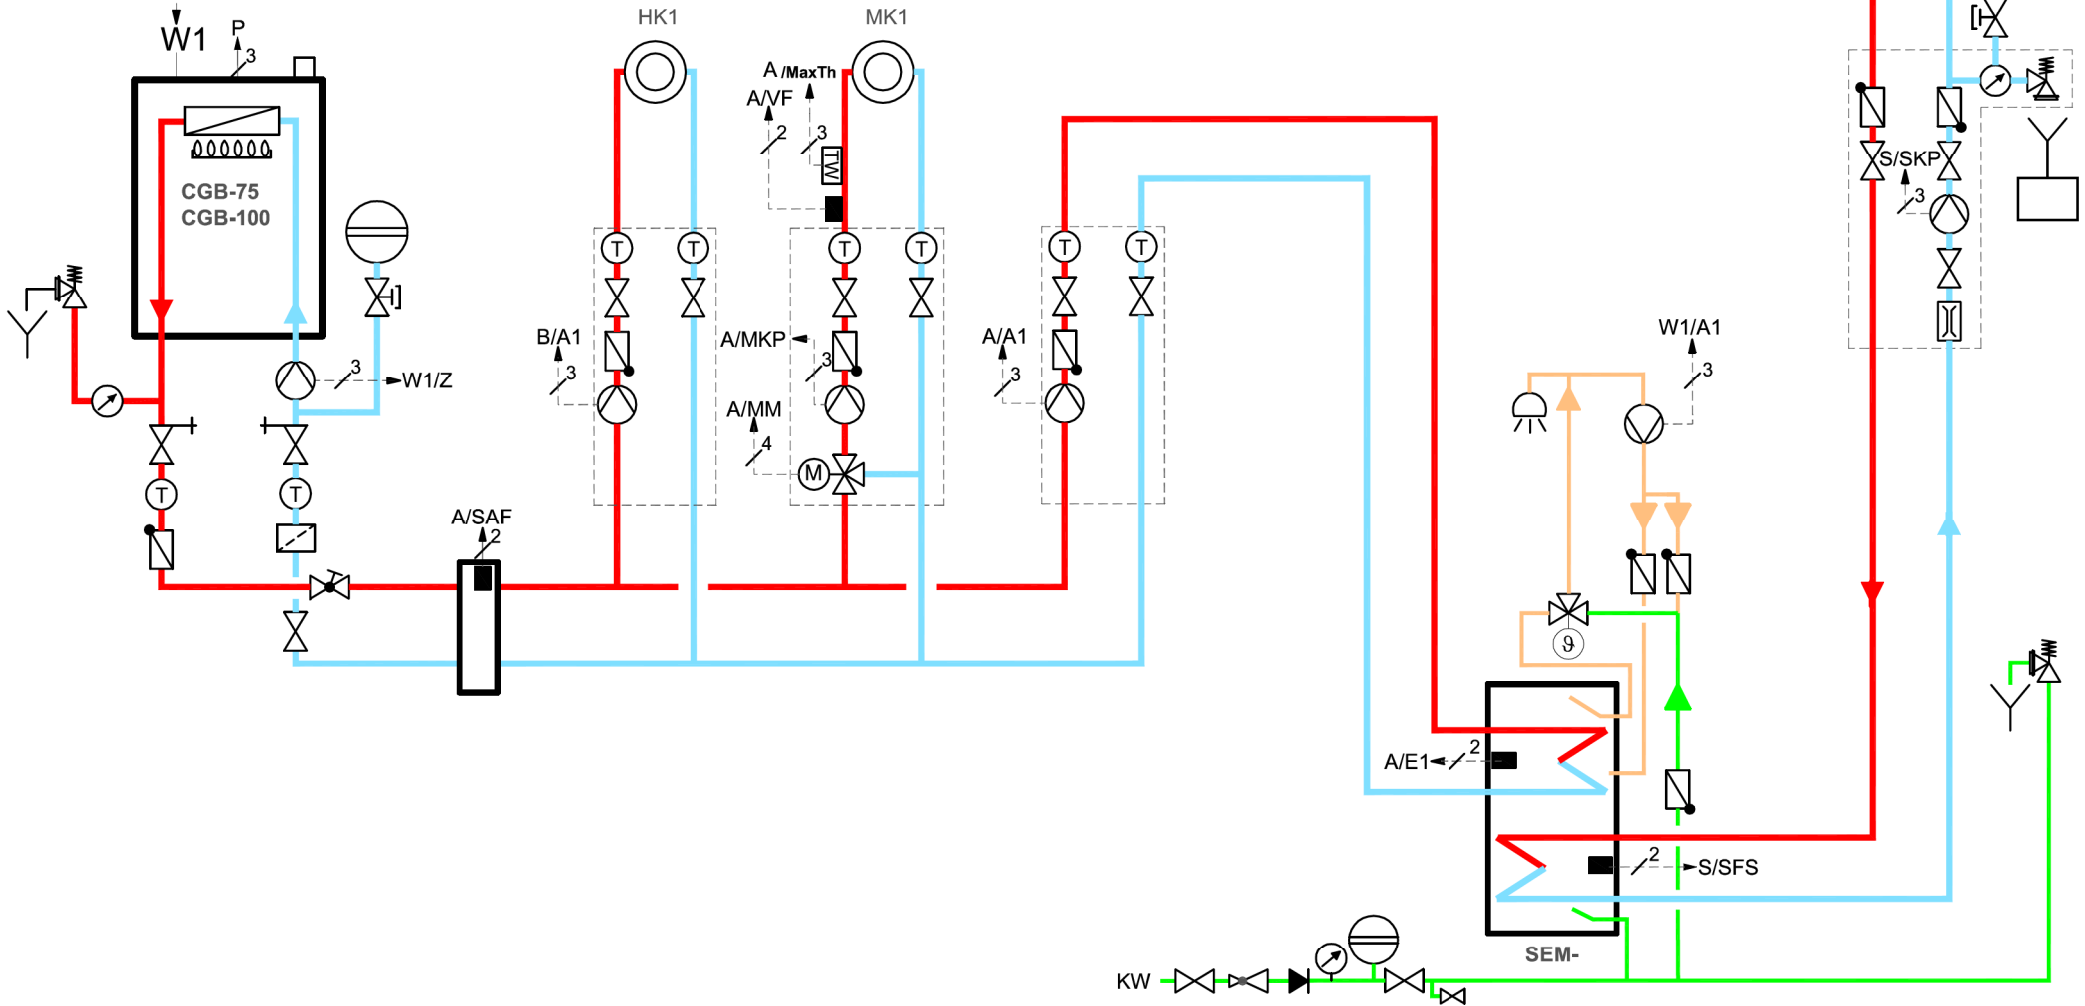 W1
P
3
HK1
MK1
A /MaxTh
A/VF
2
3
TW
CGB-75
CGB-100
S/SKP
3
T
T
T
T
T
T
B/A1
3
A/MKP
3
A/A1
3
W1/A1
3
3
W1/Z
A/MM
4
M
T
T
A/SAF
2
ϑ
A/E1
2
2
S/SFS
SEM-
KW